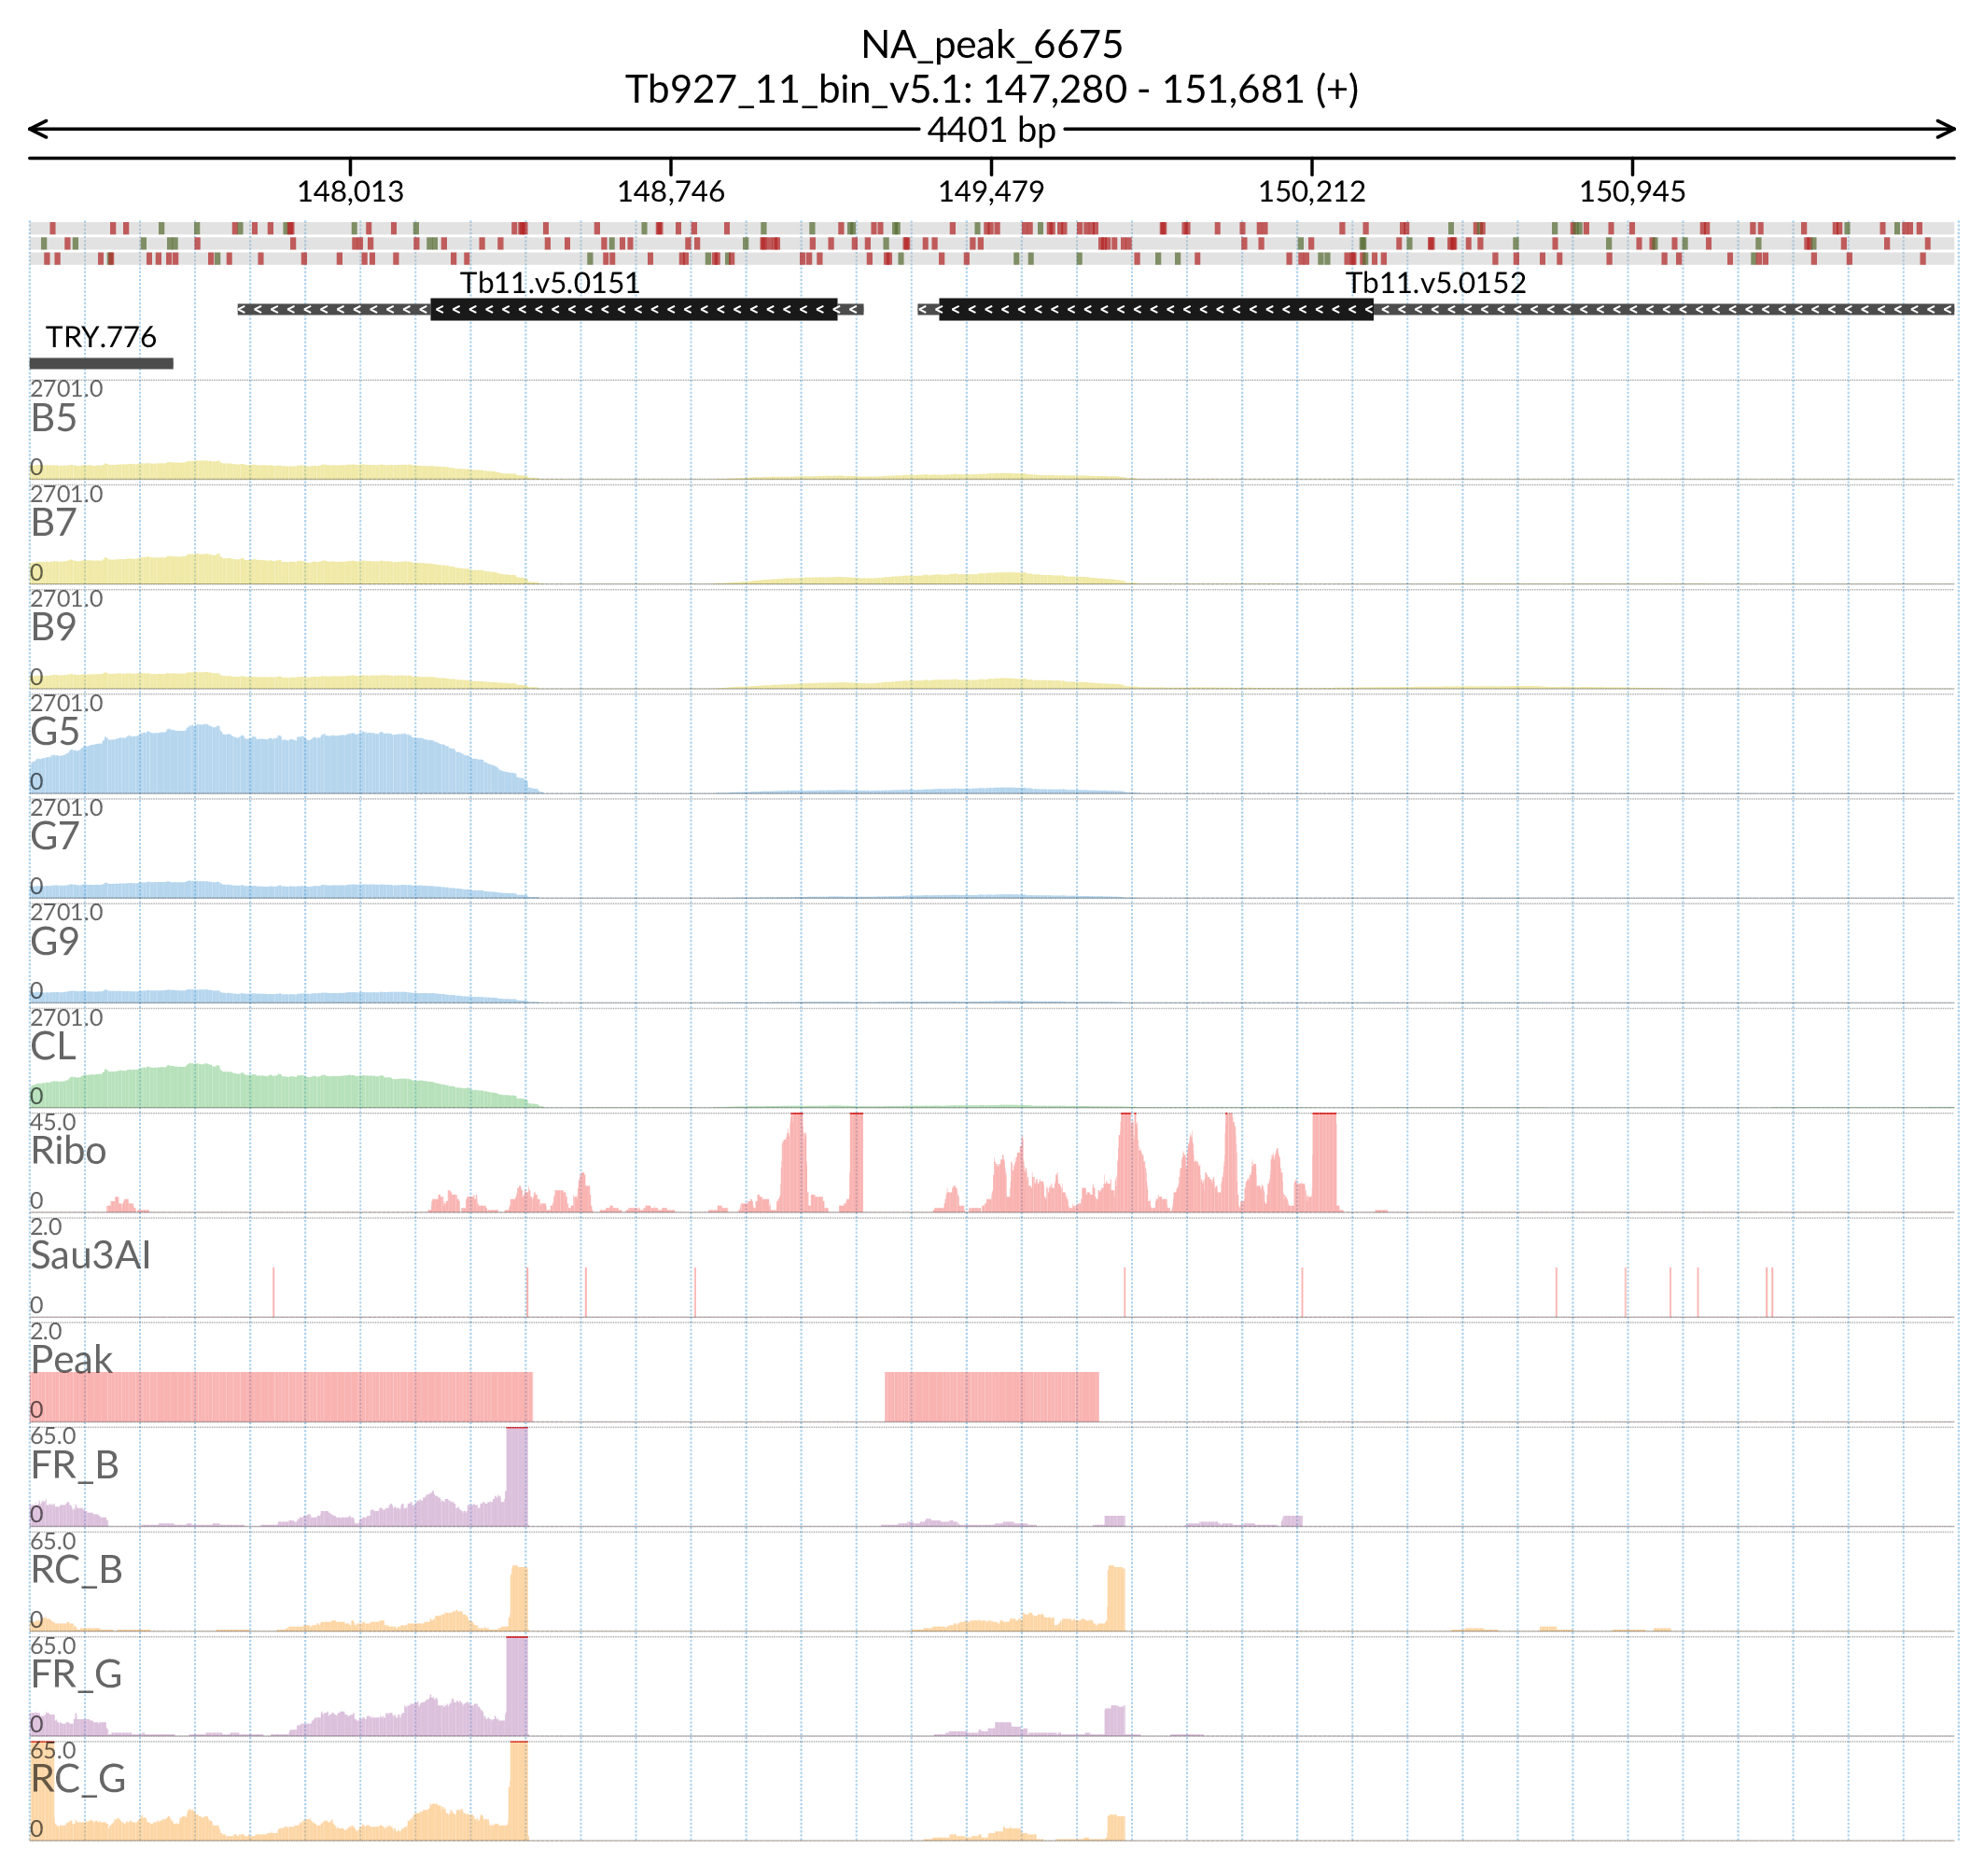 NA_peak_6675
Tb927_11_bin_v5.1: 147,280 - 151,681 (+)
4401 bp
148,013 148,746 149,479 150,212 150,945
Tb11.v5.0151 Tb11.v5.0152
TRY.776
2701.0
B5
0
2701.0
B7
0
2701.0
B9
0
2701.0
G5
0
2701.0
G7
0
2701.0
G9
0
2701.0
CL
0
45.0
Ribo
0
2.0
Sau3AI
0
2.0
Peak
0
65.0
FR_B
0
65.0
RC_B
0
65.0
FR_G
0
65.0
RC_G
0